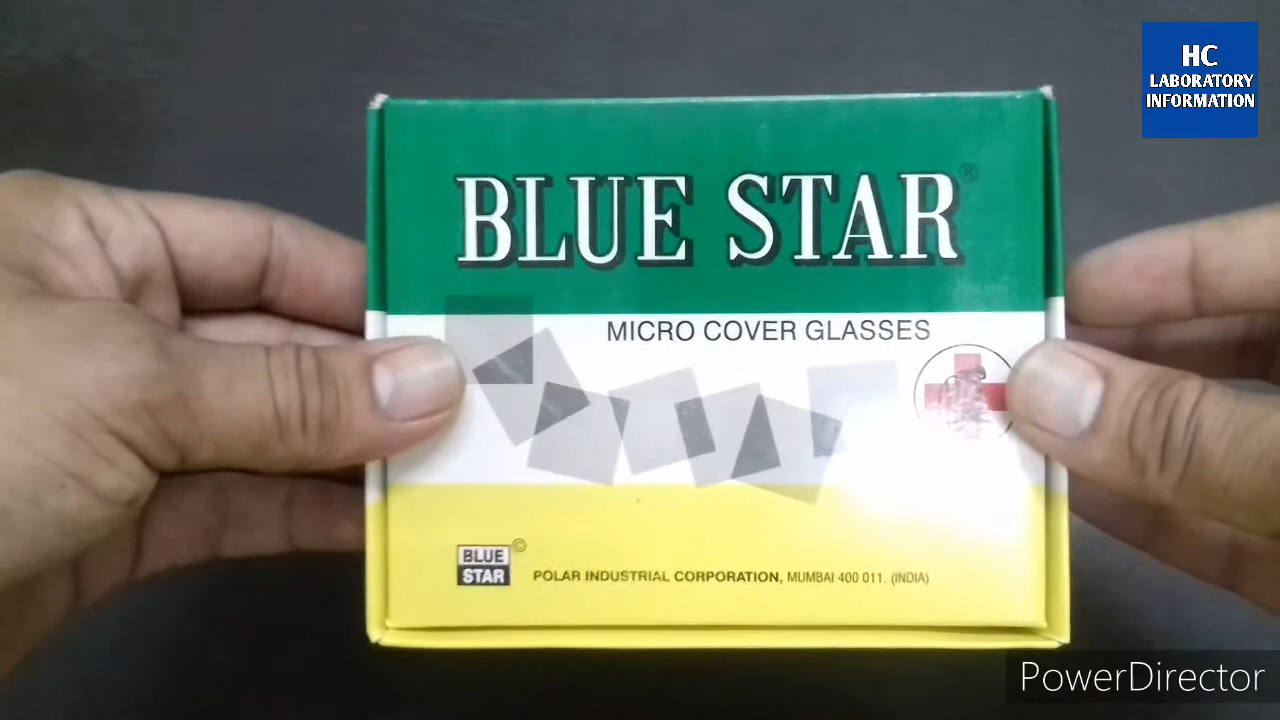 HC
LABORATORY
INFORMATION
BLUE STAR®
MICRO COVER GLASSES
BLUE ©
STAR
POLAR INDUSTRIAL CORPORATION, MUMBAI 400 011. (INDIA)
PowerDirector